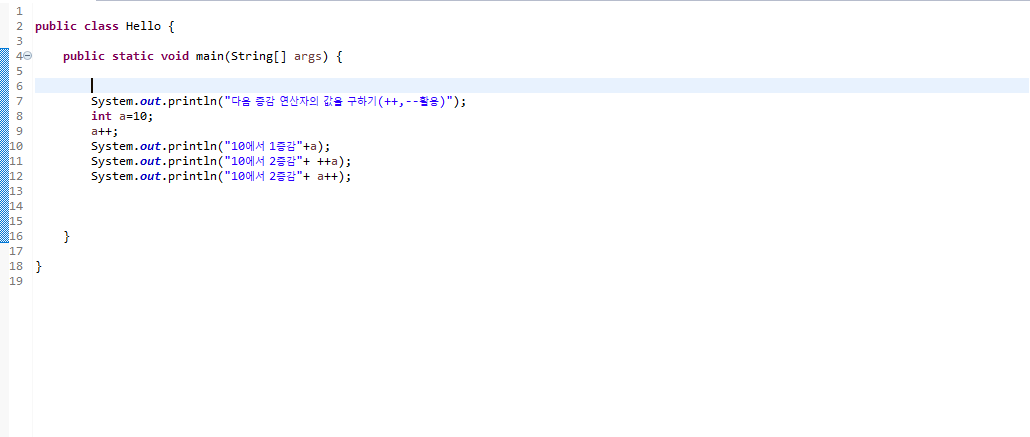 1
2 public class Hello {
3
4 public static void main(String[] args) {
5
6
7 System.out.println("다음 증감 연산자의 값을 구하기(++,--활용)");
8 int a=10;
9 a++;
10 System.out.println("10에서 1증감"+a);
11 System.out.println("10에서 2증감"+ ++a);
12 System.out.println("10에서 2증감"+ a++);
13
14
15
16 }
17
18 }
19